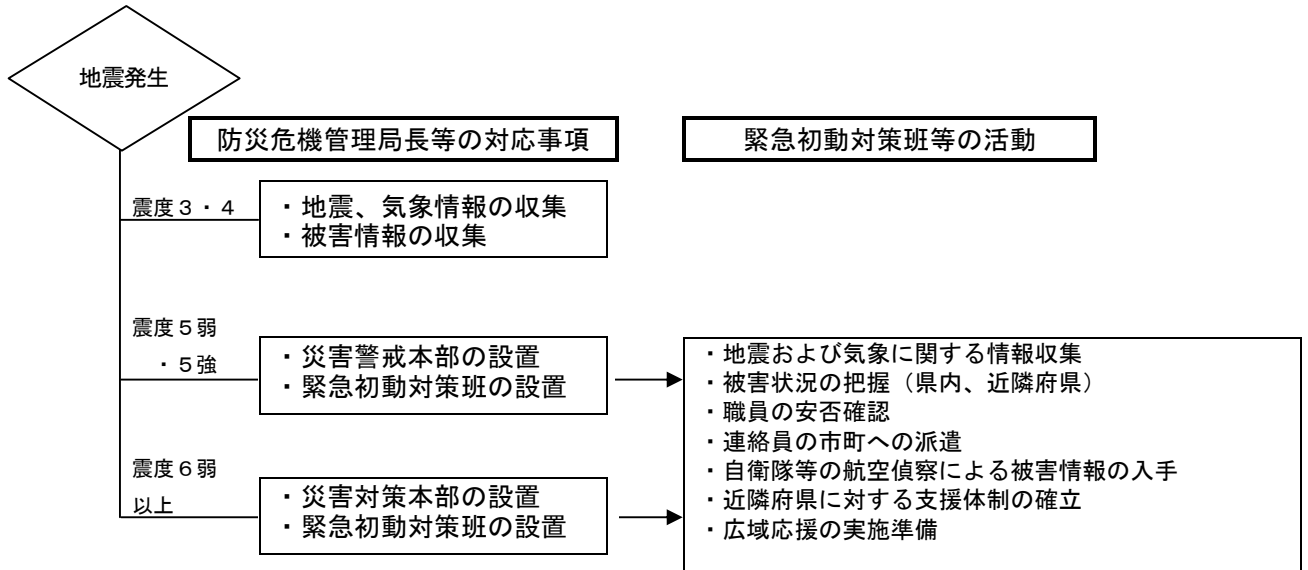 地震発生
防災危機管理局長等の対応事項
緊急初動対策班等の活動
震度３・４
・地震、気象情報の収集
・被害情報の収集
震度５弱
・５強
・災害警戒本部の設置
・緊急初動対策班の設置
・地震および気象に関する情報収集
・被害状況の把握（県内、近隣府県）
・職員の安否確認
・連絡員の市町への派遣
・自衛隊等の航空偵察による被害情報の入手
・近隣府県に対する支援体制の確立
・広域応援の実施準備
震度６弱
以上
・災害対策本部の設置
・緊急初動対策班の設置